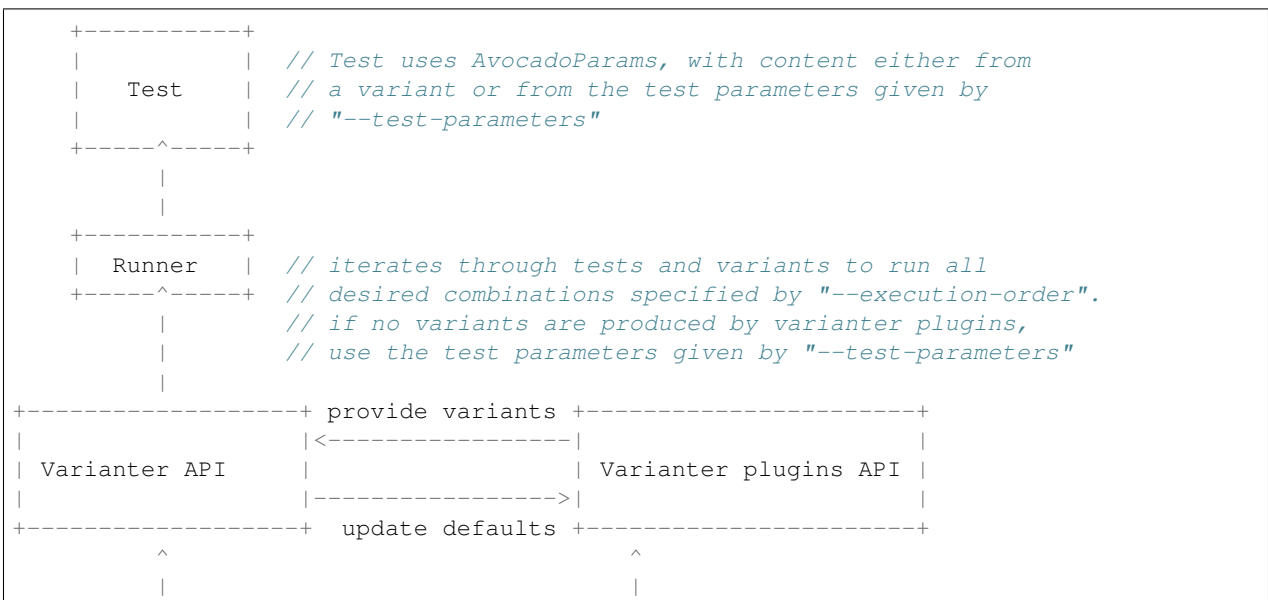 +-----------+
|           |  // Test uses AvocadoParams, with content either from
|   Test    |  // a variant or from the test parameters given by
|           |  // "--test-parameters"
+-----^-----+
      |
      |
+-----------+
|  Runner   |  // iterates through tests and variants to run all
+-----^-----+  // desired combinations specified by "--execution-order".
      |        // if no variants are produced by varianter plugins,
      |        // use the test parameters given by "--test-parameters"
      |
+-------------------+ provide variants +-----------------------+
|                   |<-----------------|                       |
| Varianter API     |                  | Varianter plugins API |
|                   |----------------->|                       |
+-------------------+  update defaults +-----------------------+
          ^                                ^
          |                                |